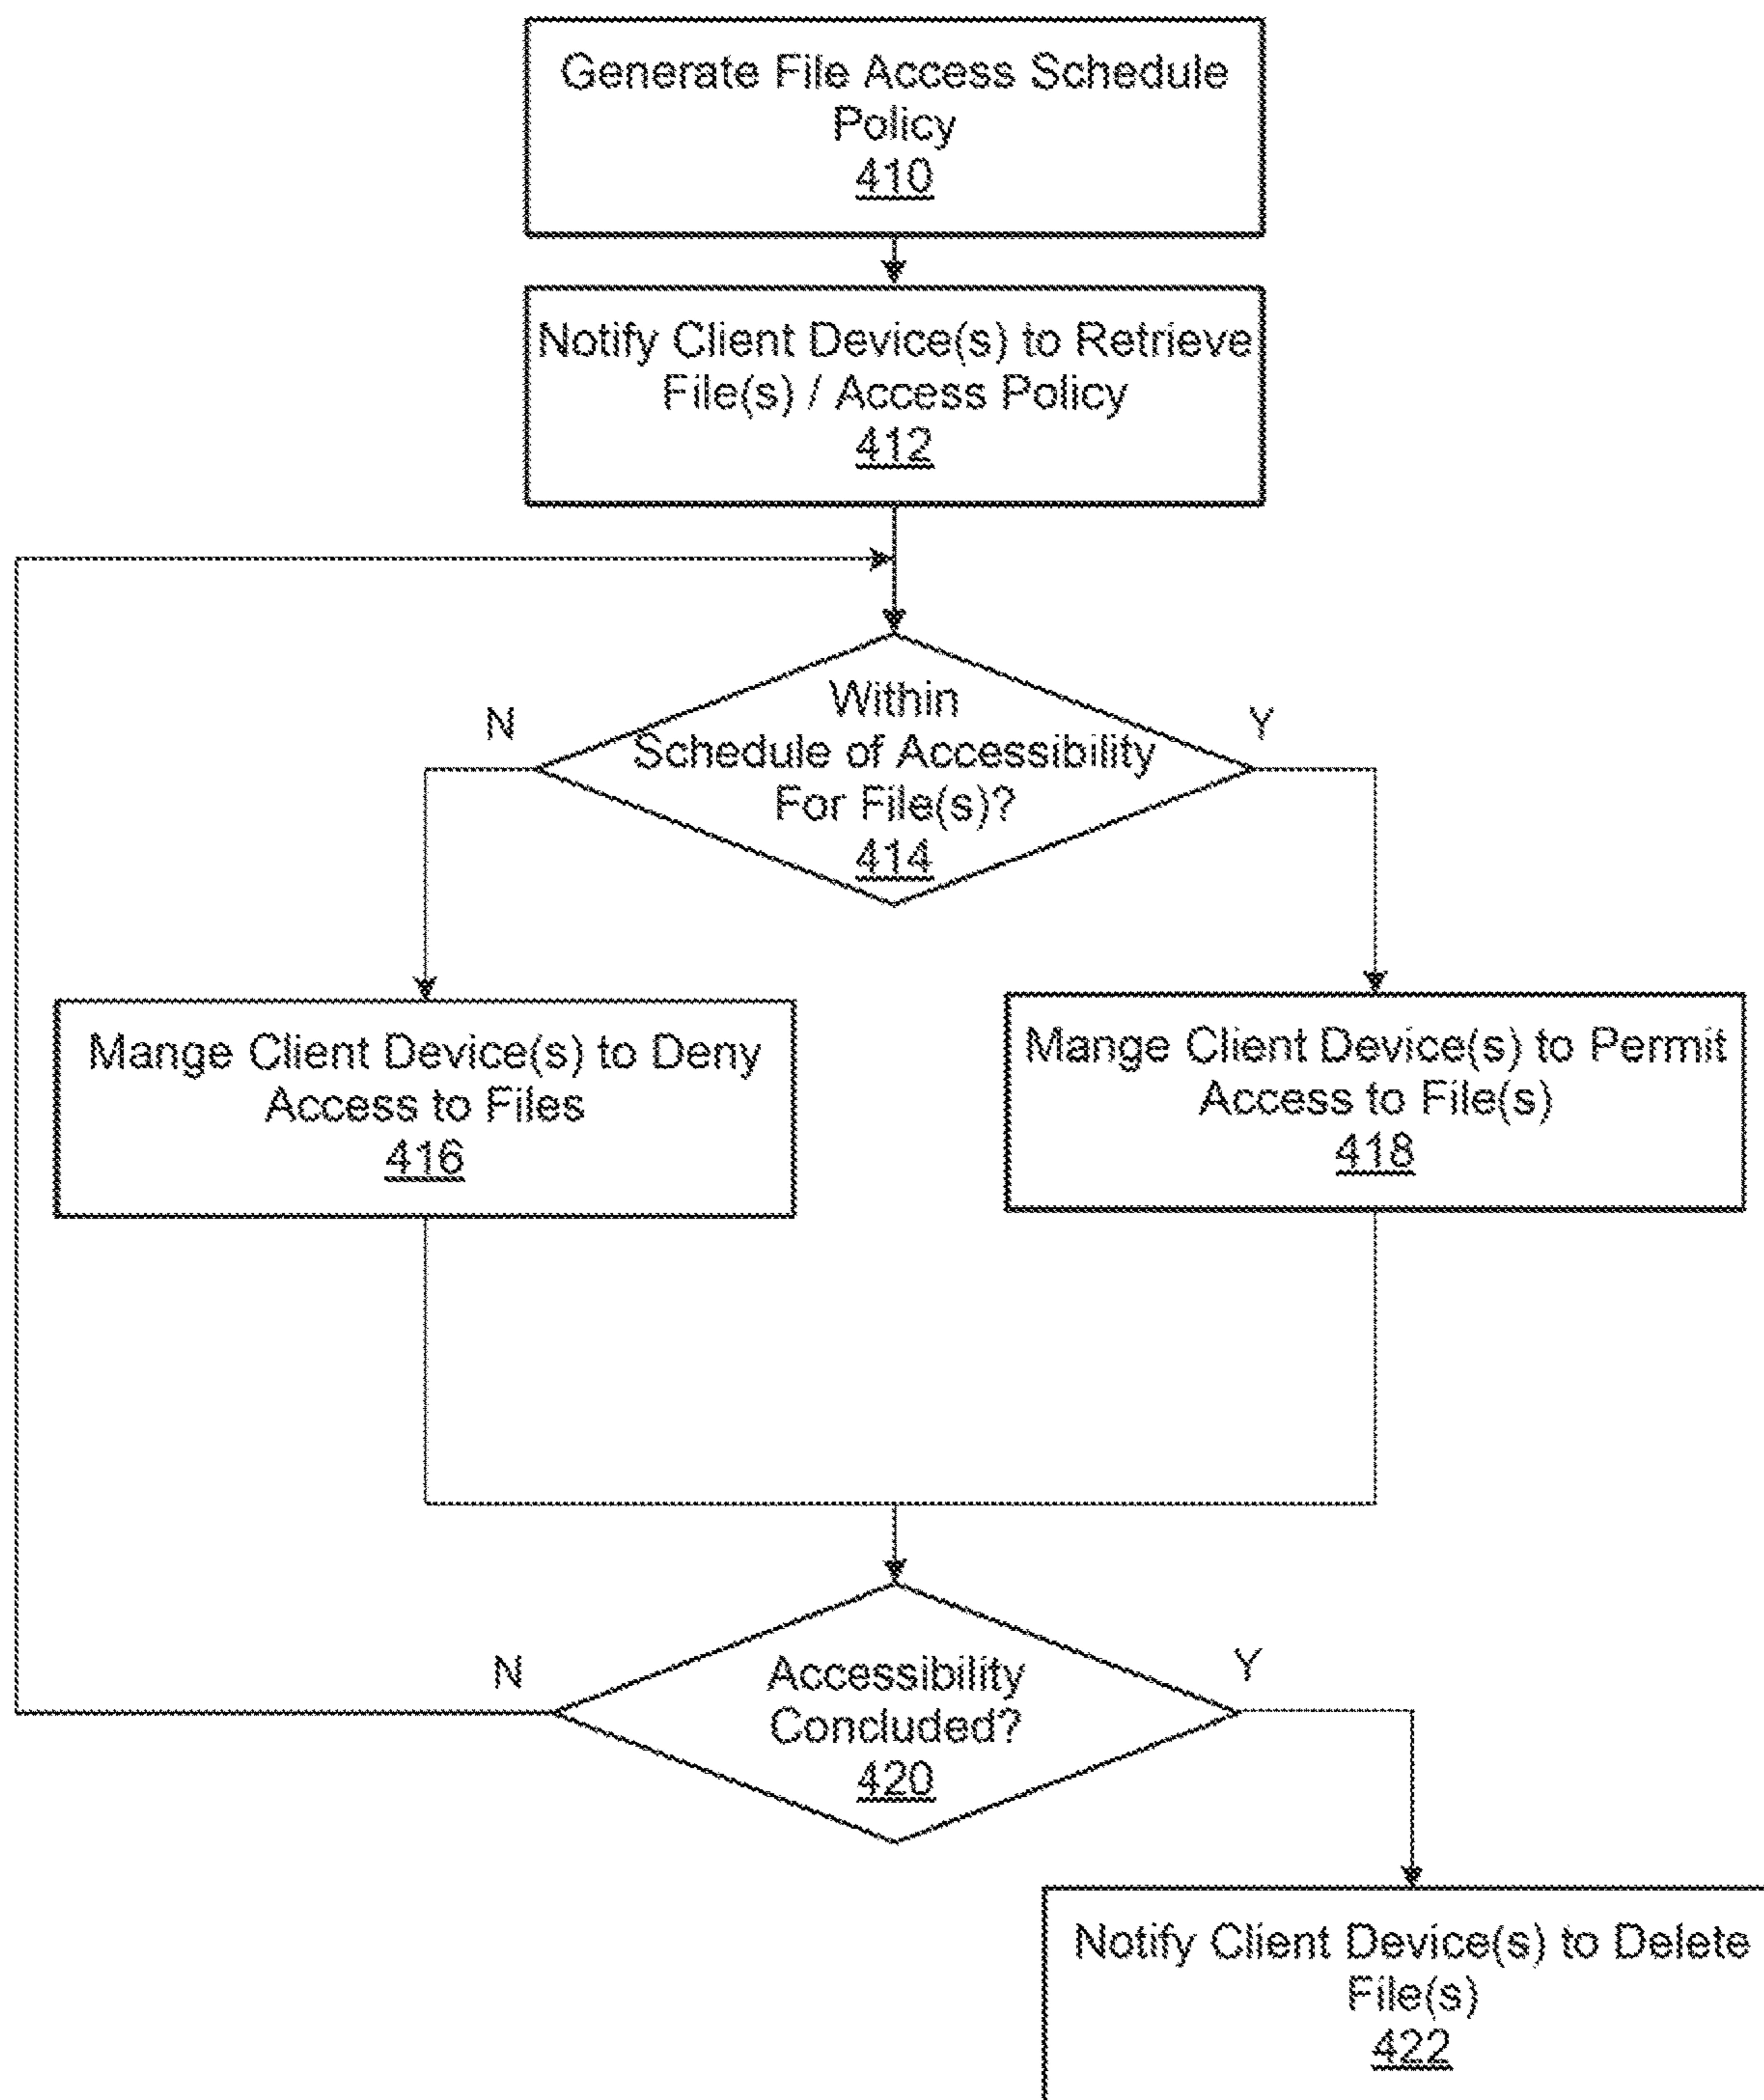 Generate File Access Schedule
Policy
410
Notify Client Device(s) to Retrieve
File(s) / Access Policy
412
N
Y
Within
Schedule of Accessibility
For File(s)?
414
Mange Client Device(s) to Deny
Access to Files
416
Mange Client Device(s) to Permit
Access to File(s)
418
N
Y
Accessibility
Concluded?
420
Notify Client Device(s) to Delete
File(s)
422